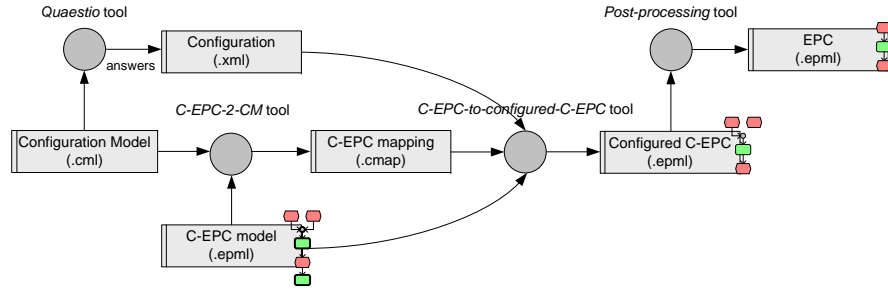 Quaestio tool
Post-processing tool
Configuration
(.xml)
EPC
(.epml)
answers
C-EPC-2-CM tool
C-EPC-to-configured-C-EPC tool
Configuration Model
(.cml)
C-EPC mapping
(.cmap)
Configured C-EPC
(.epml)
C-EPC model
(.epml)